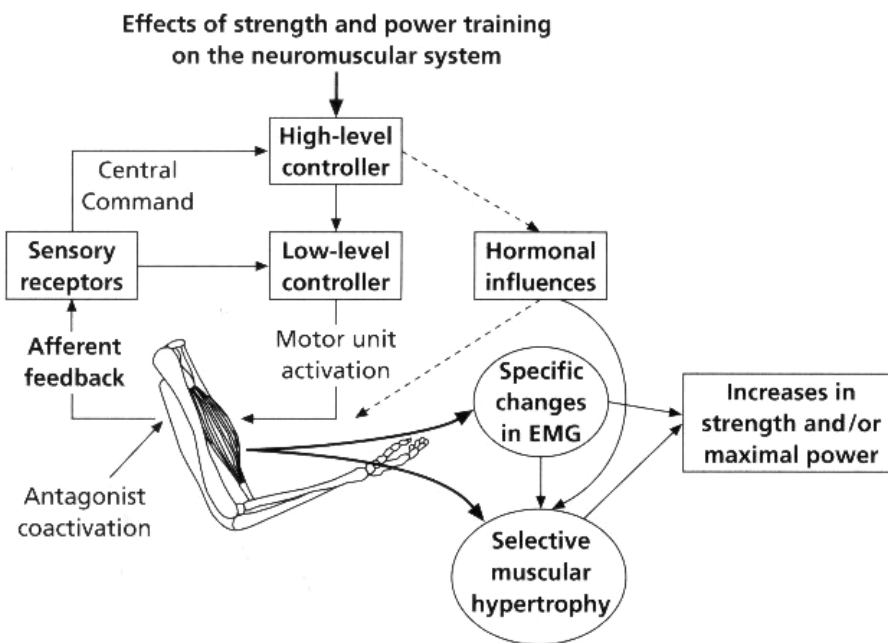 Effects of strength and power training
on the neuromuscular system
High-level
controller
Central
Command
Sensory
receptors
Low-level
controller
Hormonal
influences
Afferent
feedback
Motor unit
activation
Specific
changes
in EMG
Increases in
strength and/or
maximal power
Antagonist
coactivation
Selective
muscular
hypertrophy